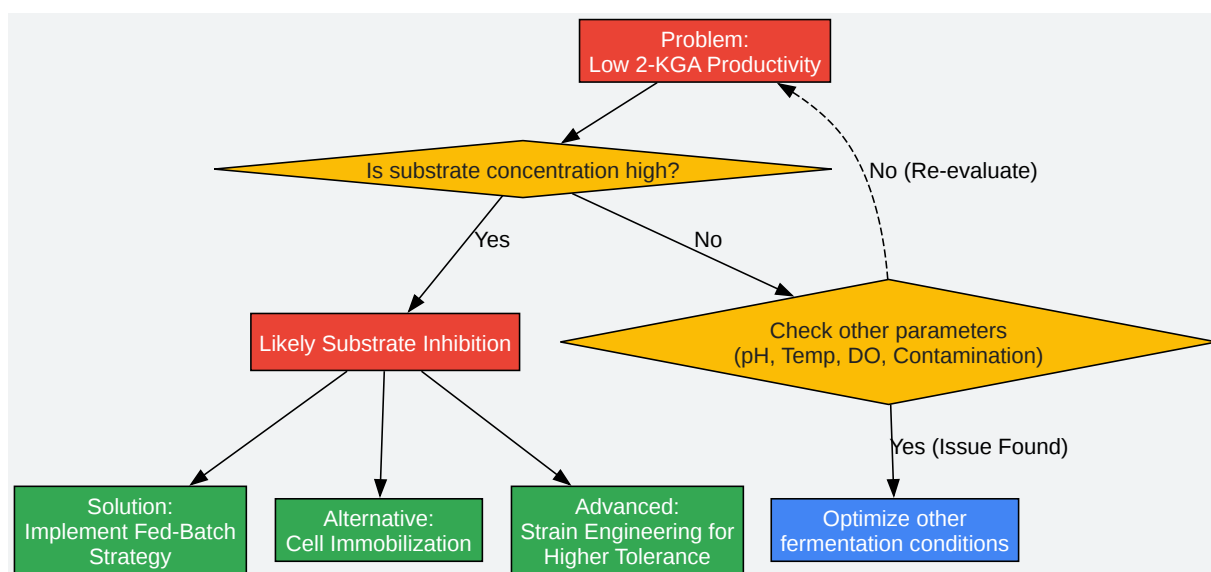 Problem:
Low 2-KGA Productivity
Is substrate concentration high?
No (Re-evaluate)
Yes
No
Likely Substrate Inhibition
Check other parameters
(pH, Temp, DO, Contamination)
Yes (Issue Found)
Solution:
Implement Fed-Batch
Strategy
Alternative:
Cell Immobilization
Advanced:
Strain Engineering for
Higher Tolerance
Optimize other
fermentation conditions